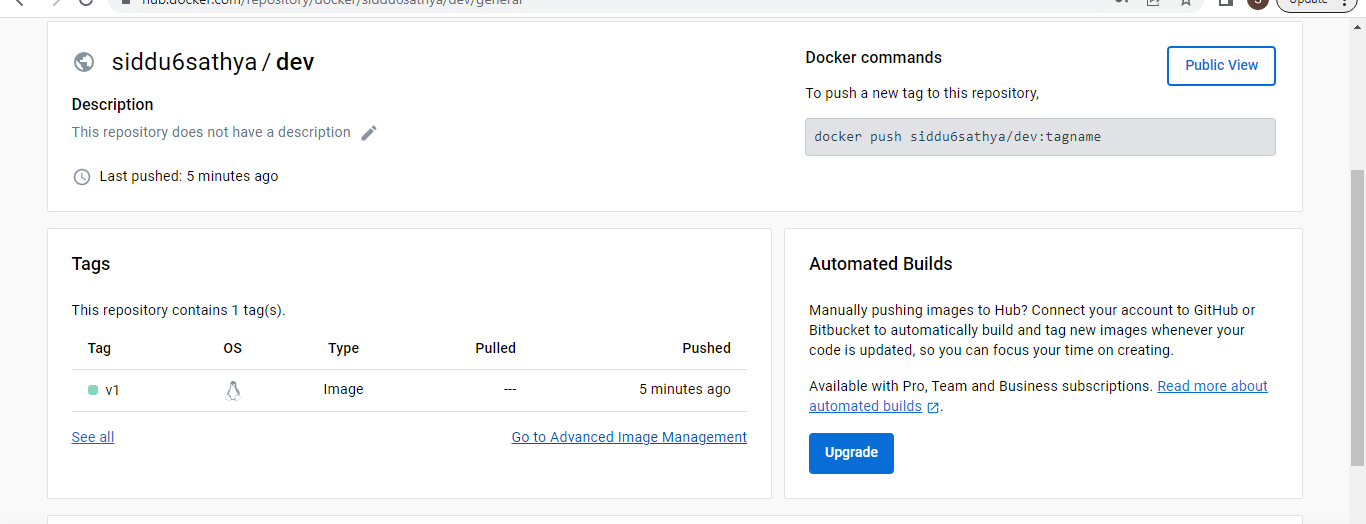 hub.docker.com/repository/docker/siddu6sathya/dev/general
S
Update
siddu6sathya / dev
Description
This repository does not have a description
Last pushed: 5 minutes ago
Docker commands
Public View
To push a new tag to this repository,
docker push siddu6sathya/dev:tagname
Tags
This repository contains 1 tag(s).
Tag OS Type Pulled Pushed
v1 Image --- 5 minutes ago
See all Go to Advanced Image Management
Automated Builds
Manually pushing images to Hub? Connect your account to GitHub or
Bitbucket to automatically build and tag new images whenever your
code is updated, so you can focus your time on creating.
Available with Pro, Team and Business subscriptions. Read more about
automated builds .
Upgrade